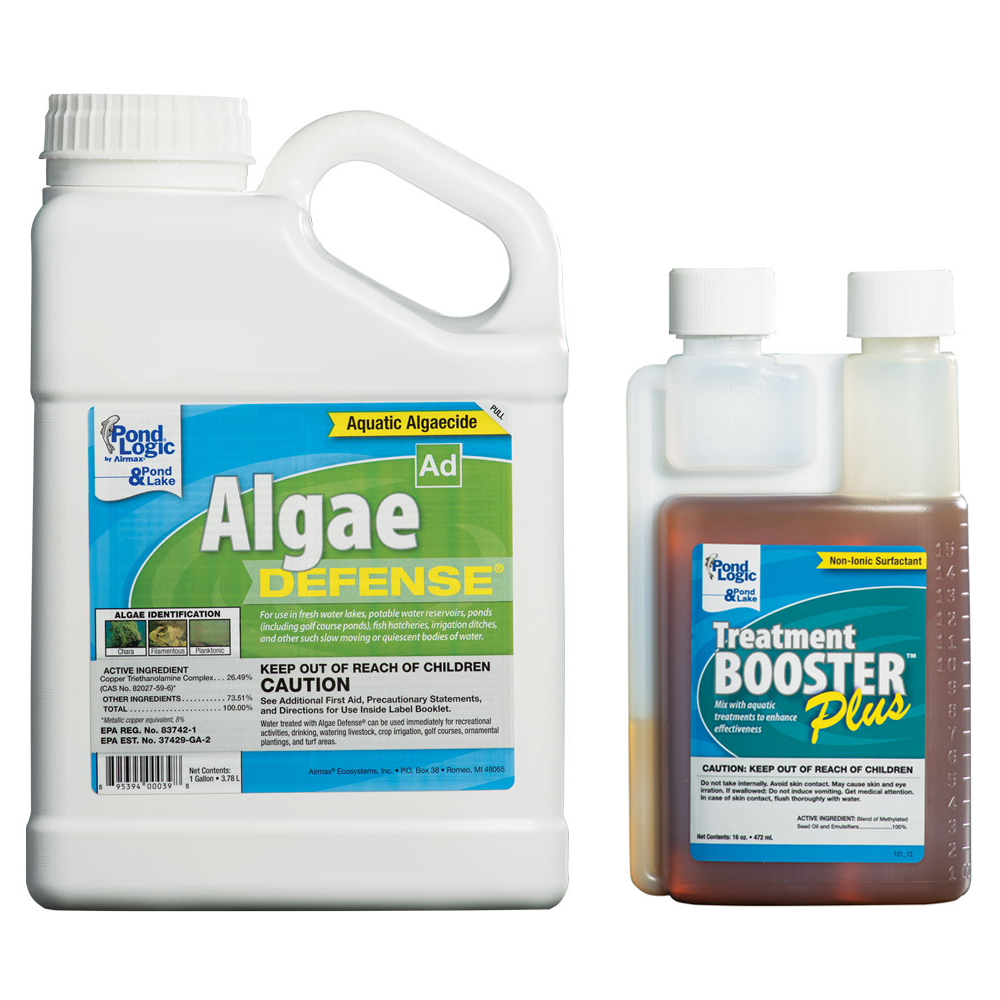 Pond
Logic®
by Airmax®
&Pond
Lake
Aquatic Algaecide
PULL
Ad
Algae
DEFENSE®
For use in fresh water lakes, potable water reservoirs, ponds
(including golf course ponds), fish hatcheries, irrigation ditches,
and other such slow moving or quiescent bodies of water.
ALGAE IDENTIFICATION
Chara Filamentous Planktonic
ACTIVE INGREDIENT
Copper Triethanolamine Complex... 26.49%
(CAS No. 82027-59-6)*
OTHER INGREDIENTS............ 73.51%
TOTAL............................ 100.00%
*Metallic copper equivalent, 8%
EPA REG. No. 83742-1
EPA EST. No. 37429-GA-2
KEEP OUT OF REACH OF CHILDREN
CAUTION
See Additional First Aid, Precautionary Statements,
and Directions for Use Inside Label Booklet.
Water treated with Algae Defense® can be used immediately for recreational
activities, drinking, watering livestock, crop irrigation, golf courses, ornamental
plantings, and turf areas.
8 95394 00039 8
Net Contents:
1 Gallon • 3.78 L
Airmax® Ecosystems, Inc. • P.O. Box 38 • Romeo, MI 48065
Pond
Logic
&Pond
Lake
Non-Ionic Surfactant
Treatment
BOOSTER™
Plus
Mix with aquatic
treatments to enhance
effectiveness
CAUTION: KEEP OUT OF REACH OF CHILDREN
Do not take internally. Avoid skin contact. May cause skin and eye
irration. If swallowed: Do not induce vomiting. Get medical attention.
In case of skin contact, flush thoroughly with water.
ACTIVE INGREDIENT: Blend of Methylated
Seed Oil and Emulsifiers.............100%
Net Contents: 16 oz. • 472 mL
101_12
15
14
13
12
11
10
9
8
7
6
5
4
3
2
1